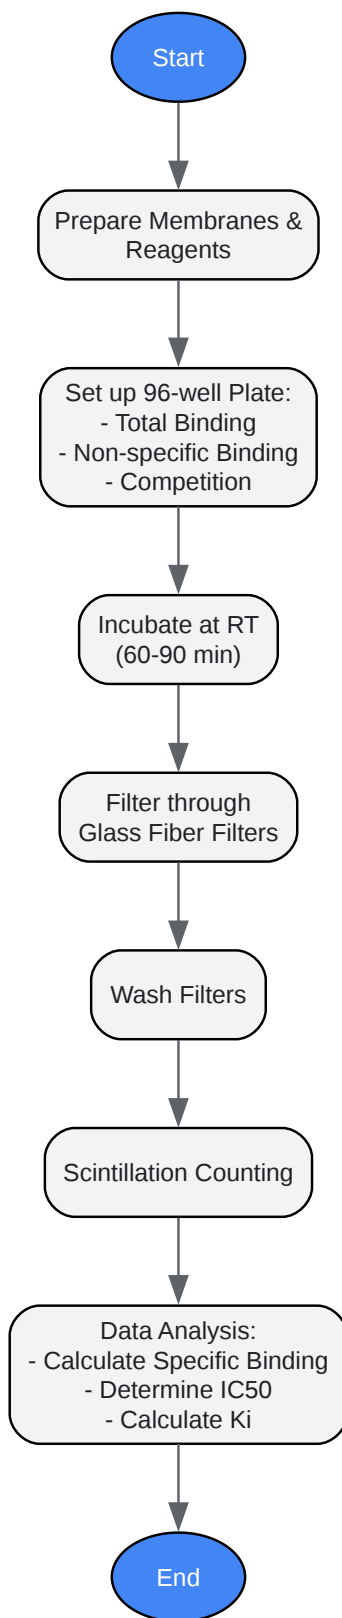 Start
Prepare Membranes &
Reagents
Set up 96-well Plate:
- Total Binding
- Non-specific Binding
- Competition
Incubate at RT
(60-90 min)
Filter through
Glass Fiber Filters
Wash Filters
Scintillation Counting
Data Analysis:
- Calculate Specific Binding
- Determine IC50
- Calculate Ki
End